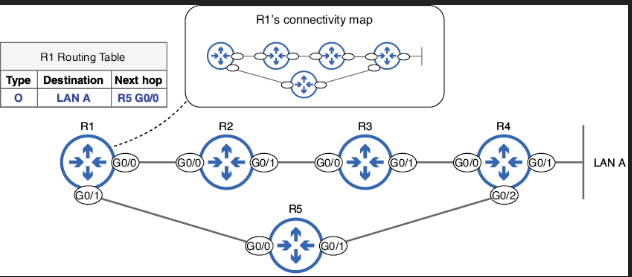 R1's connectivity map
R1 Routing Table
Type Destination Next hop
O LAN A R5 G0/0
R1 R2 R3 R4
G0/0 G0/0 G0/1 G0/0 G0/1 G0/0 G0/1 LAN A
G0/1 G0/2
R5
G0/0 G0/1